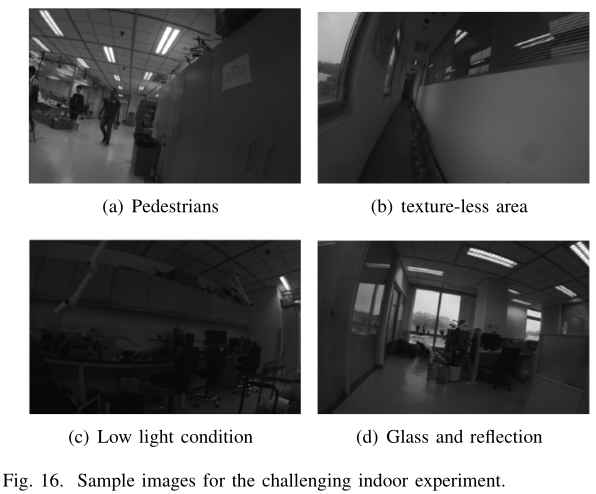 (a) Pedestrians
(b) texture-less area
(c) Low light condition
(d) Glass and reflection
Fig. 16. Sample images for the challenging indoor experiment.